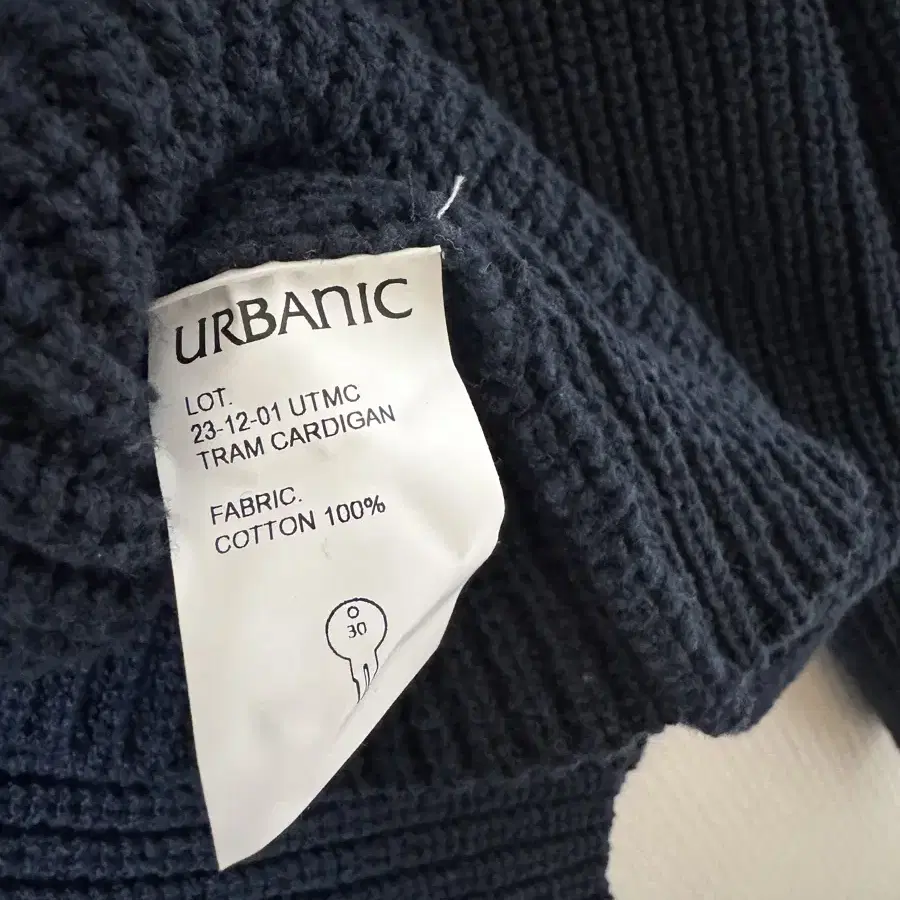 URBANIC
LOT.
23-12-01 UTMC
TRAM CARDIGAN
FABRIC.
COTTON 100%
30